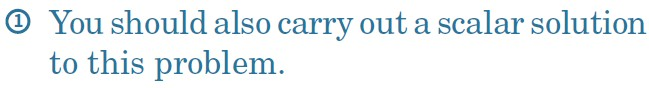 ① You should also carry out a scalar solution
to this problem.